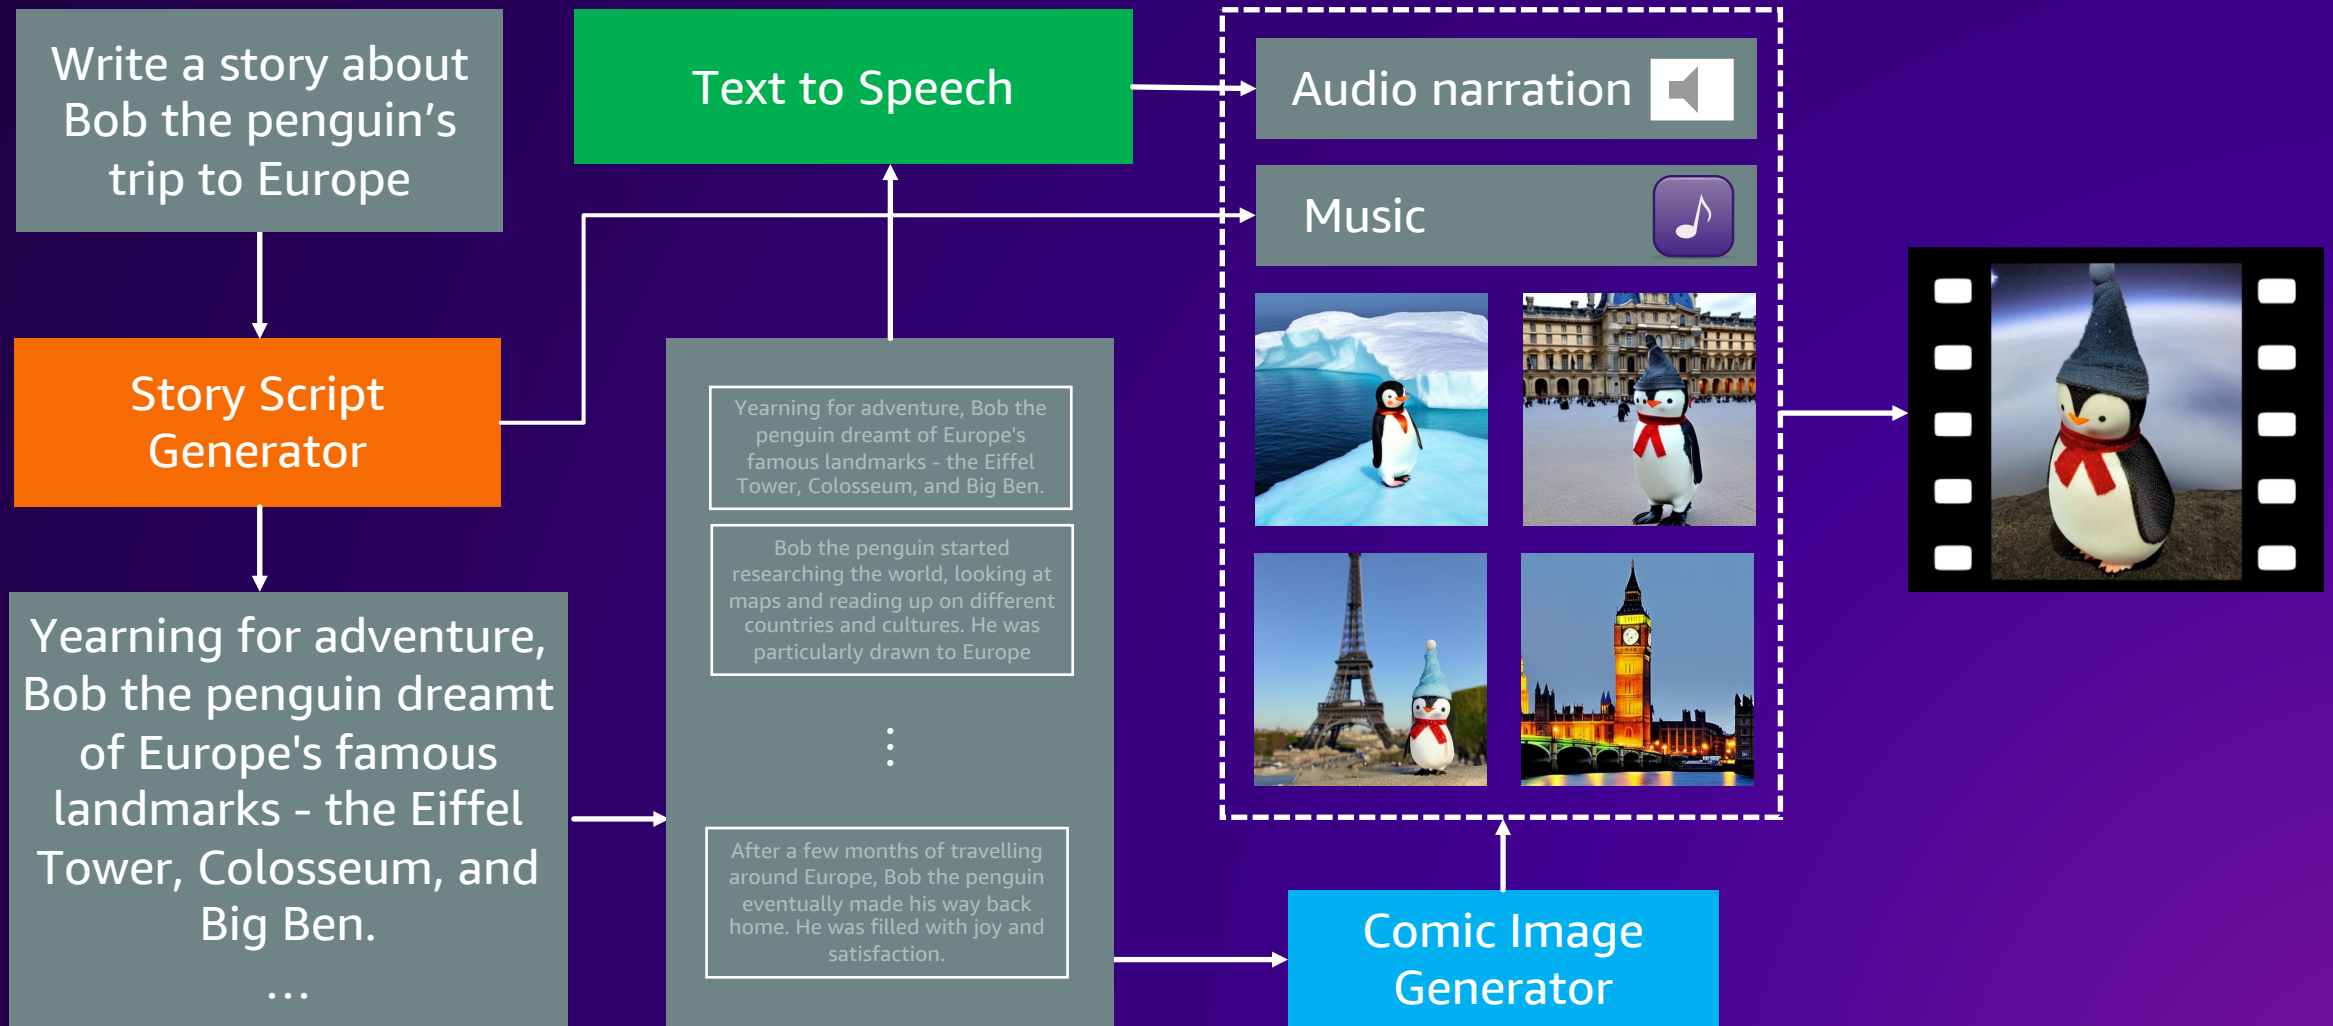 Write a story about
Bob the penguin’s
trip to Europe
Story Script
Generator
Yearning for adventure,
Bob the penguin dreamt
of Europe's famous
landmarks - the Eiffel
Tower, Colosseum, and
Big Ben.
...
Text to Speech
Yearning for adventure, Bob the
penguin dreamt of Europe's
famous landmarks - the Eiffel
Tower, Colosseum, and Big Ben.
Bob the penguin started
researching the world, looking at
maps and reading up on different
countries and cultures. He was
particularly drawn to Europe
⋮
After a few months of travelling
around Europe, Bob the penguin
eventually made his way back
home. He was filled with joy and
satisfaction.
Audio narration
Music
Comic Image
Generator